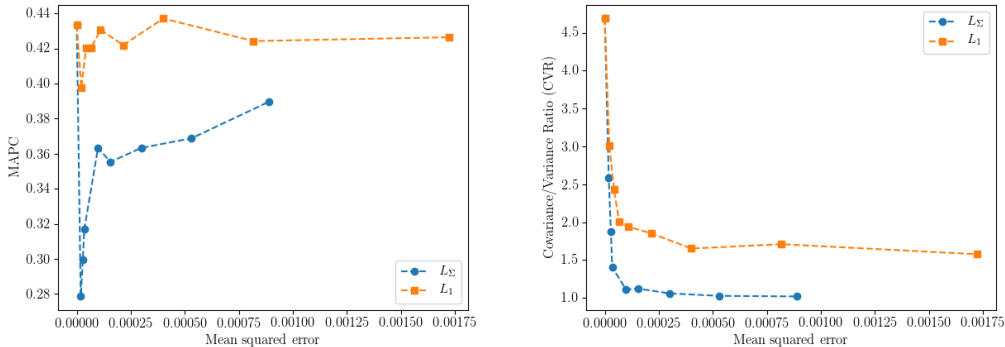 0.44
0.42
0.40
0.38
0.36
0.34
0.32
0.30
0.28
MAPC
0.00000 0.00025 0.00050 0.00075 0.00100 0.00125 0.00150 0.00175
Mean squared error
L_Σ
L_1
4.5
4.0
3.5
3.0
2.5
2.0
1.5
1.0
Covariance/Variance Ratio (CVR)
0.00000 0.00025 0.00050 0.00075 0.00100 0.00125 0.00150 0.00175
Mean squared error
L_Σ
L_1